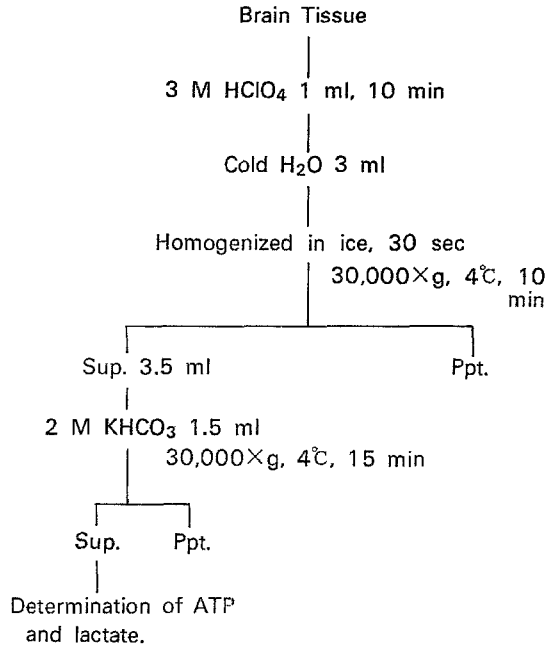 Brain Tissue
3 M HClO₄ 1 ml, 10 min
Cold H₂O 3 ml
Homogenized in ice, 30 sec
30,000×g, 4℃, 10
min
Sup. 3.5 ml
Ppt.
2 M KHCO₃ 1.5 ml
30,000×g, 4℃, 15 min
Sup.
Ppt.
Determination of ATP
and lactate.